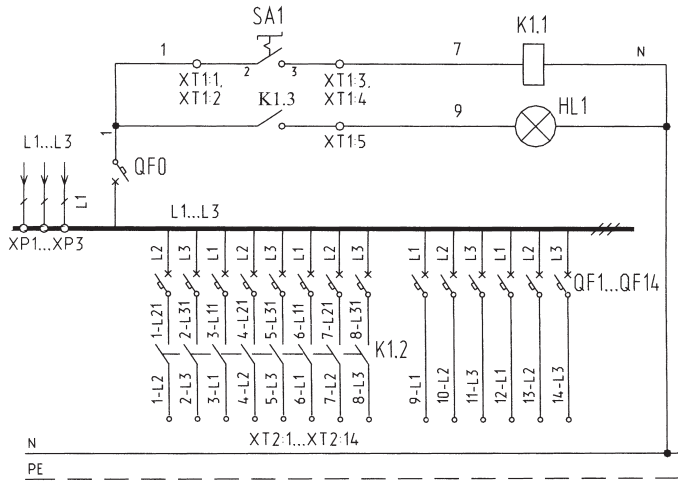 SA1
K1.1
1
2
3
7
N
XT1:1,
XT1:2
XT1:3,
XT1:4
K1.3
9
HL1
1
XT1:5
L1...L3
QF0
L1
L1...L3
XP1...XP3
L2 L3 L1 L2 L3 L1 L2 L3 L1 L2 L3 L1 L2 L3
QF1...QF14
1-L21 2-L31 3-L11 4-L21 5-L31 6-L11 7-L21 8-L31
K1.2
1-L2 2-L3 3-L1 4-L2 5-L3 6-L1 7-L2 8-L3 9-L1 10-L2 11-L3 12-L1 13-L2 14-L3
XT2:1...XT2:14
N
PE